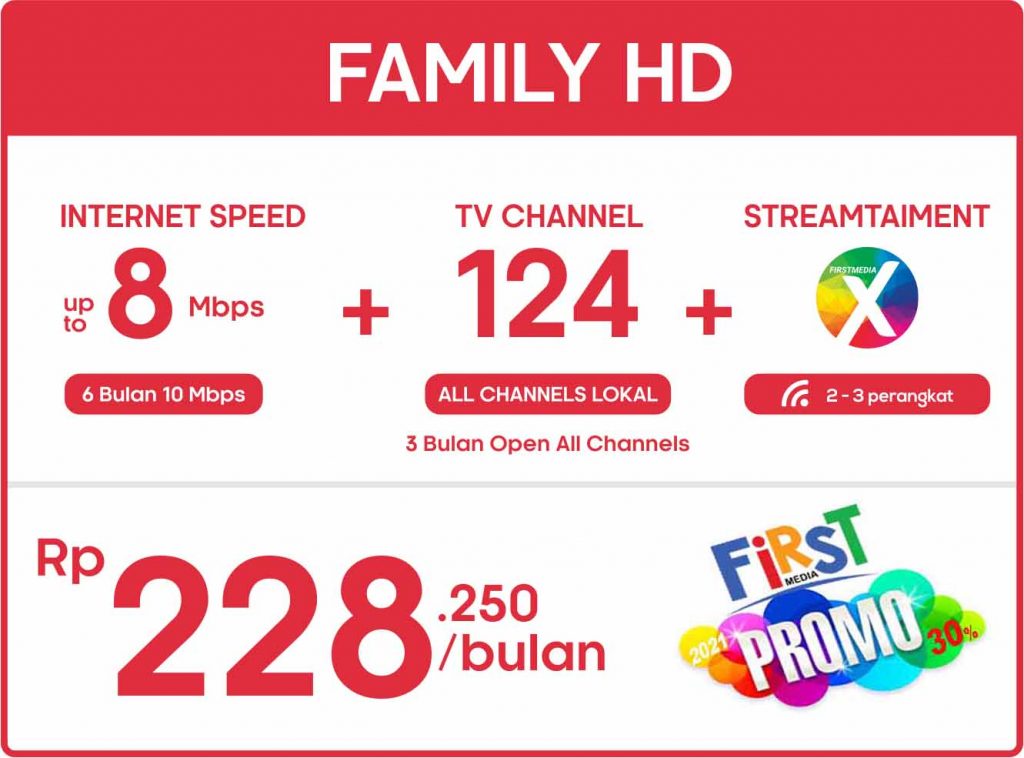 FAMILY HD
INTERNET SPEED
up to 8 Mbps
6 Bulan 10 Mbps
+
TV CHANNEL
124
ALL CHANNELS LOKAL
3 Bulan Open All Channels
+
STREAMTAIMENT
FIRSTMEDIA
X
2 - 3 perangkat
Rp 228.250
/bulan
FiRST
MEDIA
2021 PROMO 30%